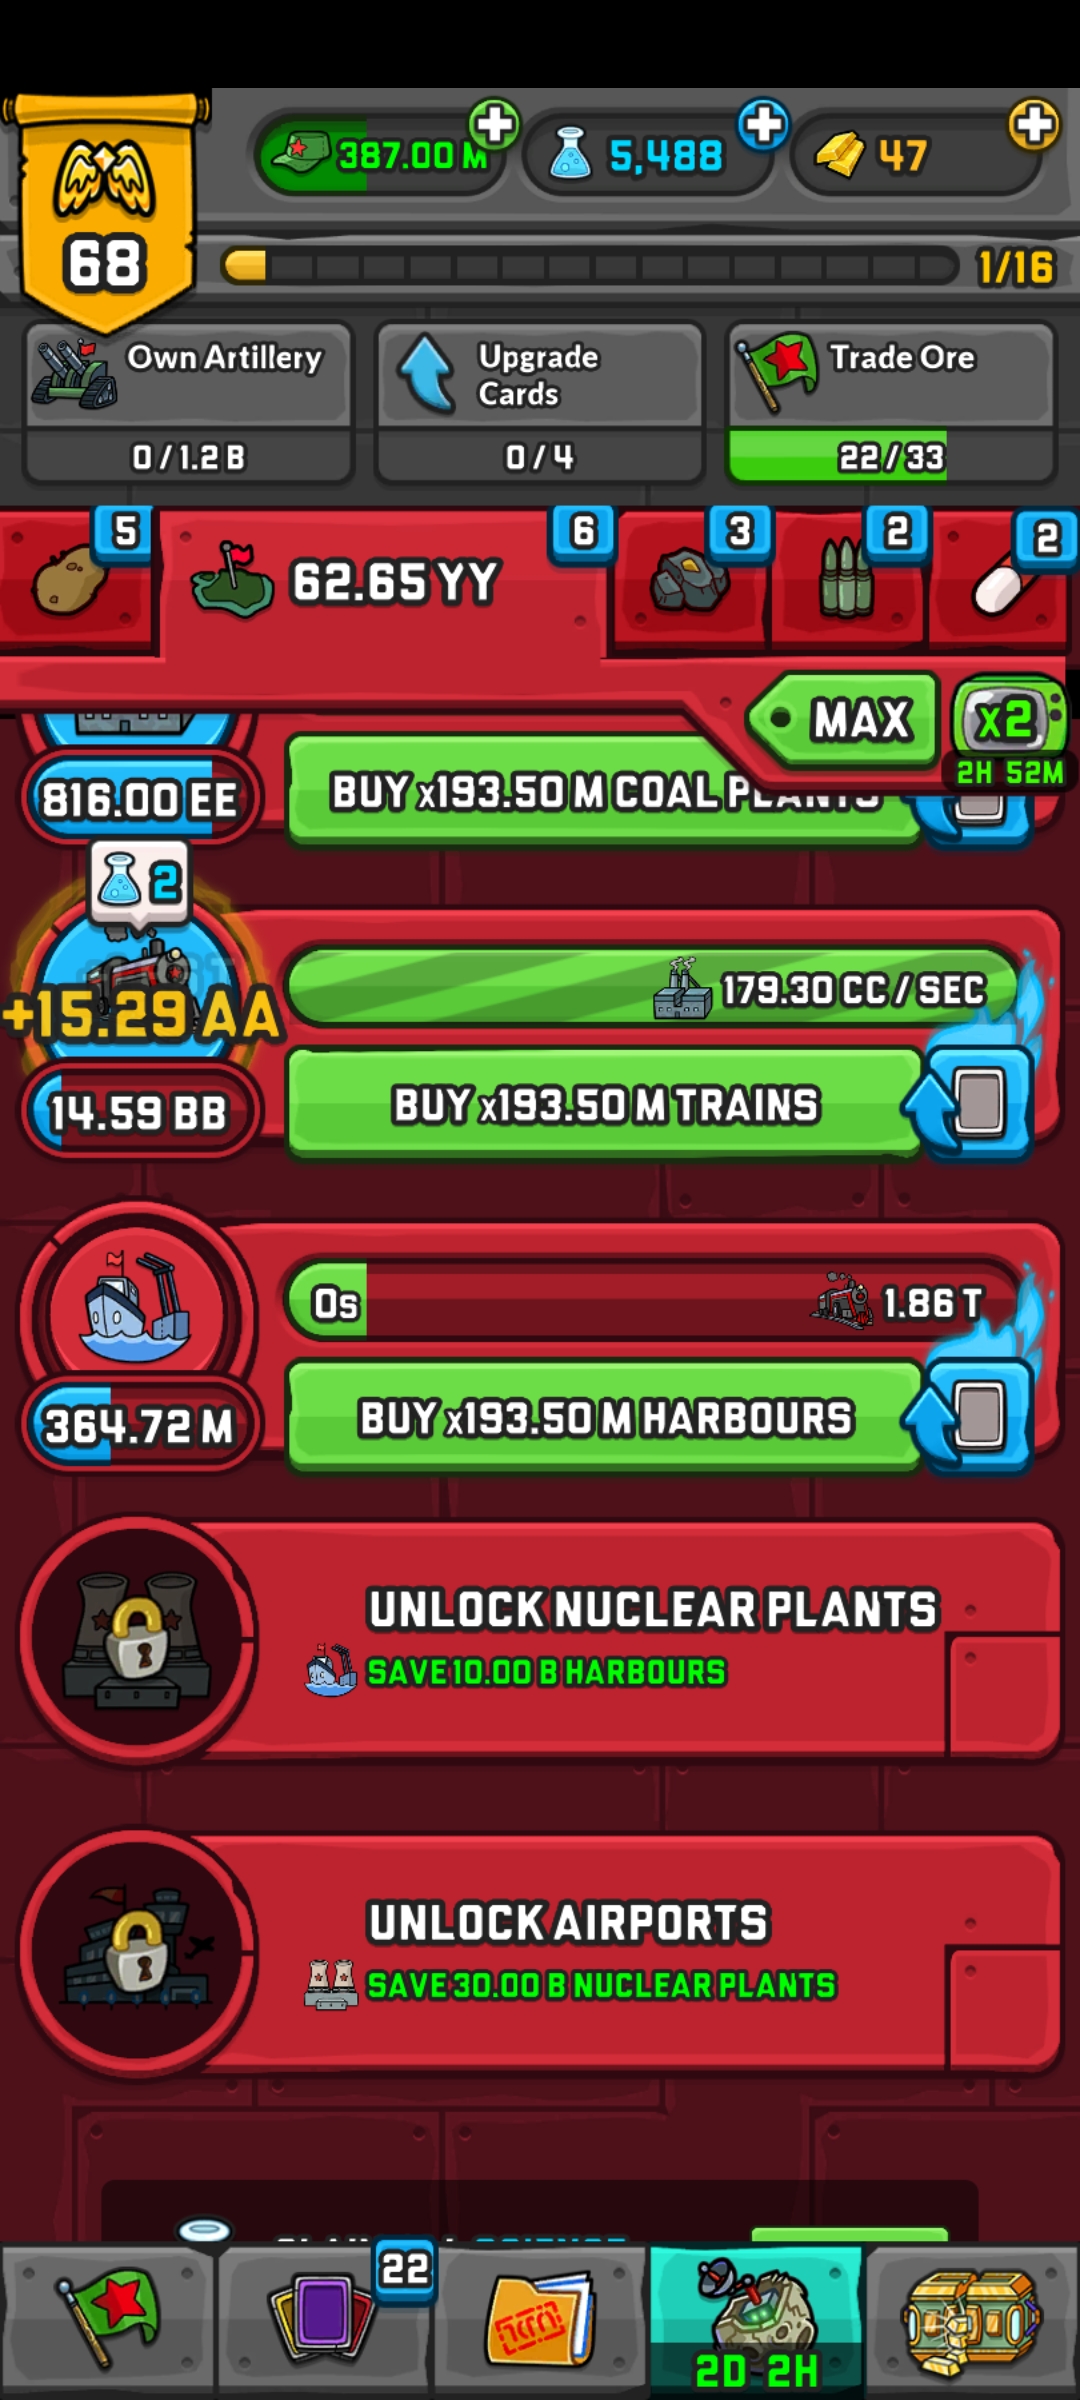 387.00 M
5,488
47
68
1/16
Own Artillery
Upgrade
Cards
Trade Ore
0 / 1.2 B
0 / 4
22 / 33
5
62.65 YY
6
3
2
2
MAX
x2
2H 52M
816.00 EE
BUY x193.50 M COAL PLANTS
2
+15.29 AA
179.30 CC / SEC
14.59 BB
BUY x193.50 M TRAINS
0s
1.86 T
364.72 M
BUY x193.50 M HARBOURS
UNLOCK NUCLEAR PLANTS
SAVE 10.00 B HARBOURS
UNLOCK AIRPORTS
SAVE 30.00 B NUCLEAR PLANTS
22
2D 2H